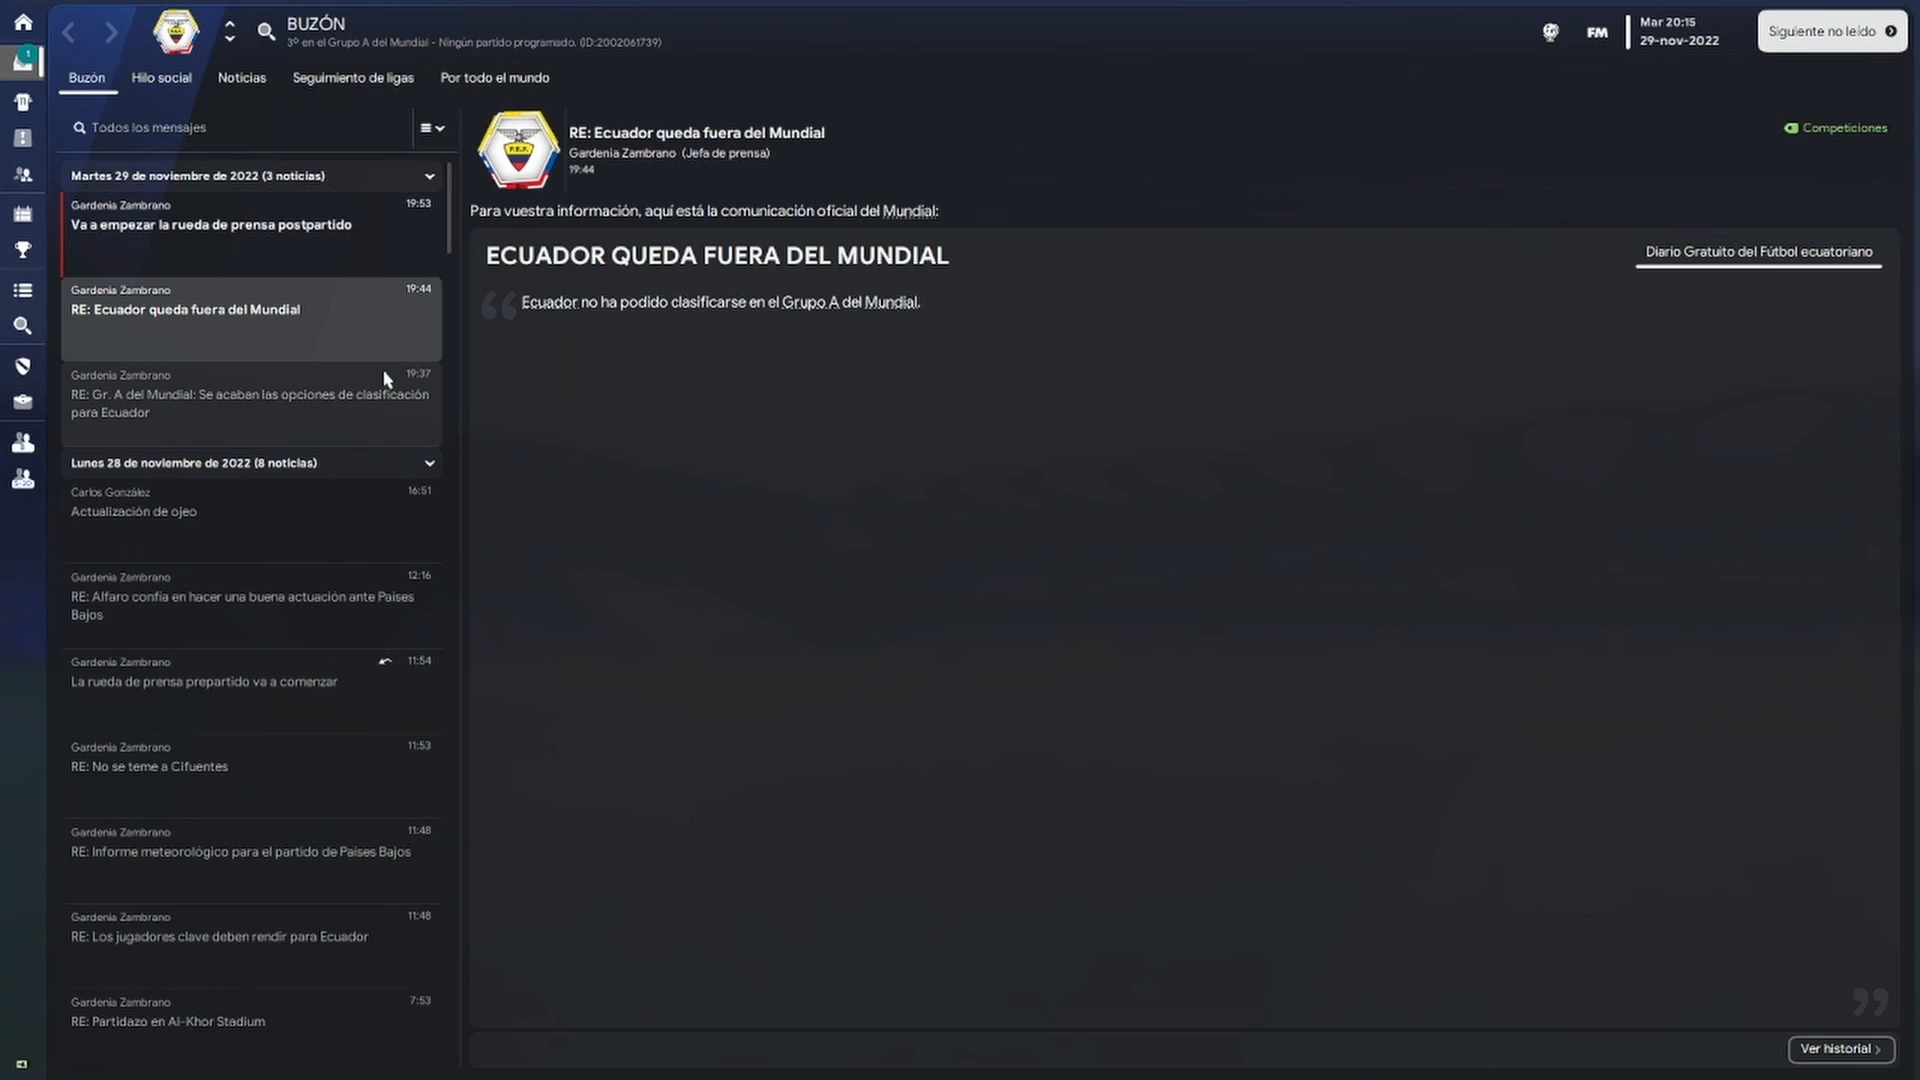 BUZÓN
3º en el Grupo A del Mundial - Ningún partido programado. (ID:2002061739)
FM
Mar 20:15
29-nov-2022
Siguiente no leído
1
Buzón
Hilo social
Noticias
Seguimiento de ligas
Por todo el mundo
Todos los mensajes
Martes 29 de noviembre de 2022 (3 noticias)
Gardenia Zambrano 19:53
Va a empezar la rueda de prensa postpartido
Gardenia Zambrano 19:44
RE: Ecuador queda fuera del Mundial
Gardenia Zambrano 19:37
RE: Gr. A del Mundial: Se acaban las opciones de clasificación
para Ecuador
Lunes 28 de noviembre de 2022 (8 noticias)
Carlos González 16:51
Actualización de ojeo
Gardenia Zambrano 12:16
RE: Alfaro confía en hacer una buena actuación ante Países
Bajos
Gardenia Zambrano 11:54
La rueda de prensa prepartido va a comenzar
Gardenia Zambrano 11:53
RE: No se teme a Cifuentes
Gardenia Zambrano 11:48
RE: Informe meteorológico para el partido de Países Bajos
Gardenia Zambrano 11:48
RE: Los jugadores clave deben rendir para Ecuador
Gardenia Zambrano 7:53
RE: Partidazo en Al-Khor Stadium
RE: Ecuador queda fuera del Mundial
Gardenia Zambrano (Jefa de prensa)
19:44
Competiciones
Para vuestra información, aquí está la comunicación oficial del Mundial:
ECUADOR QUEDA FUERA DEL MUNDIAL
Diario Gratuito del Fútbol ecuatoriano
Ecuador no ha podido clasificarse en el Grupo A del Mundial.
Ver historial